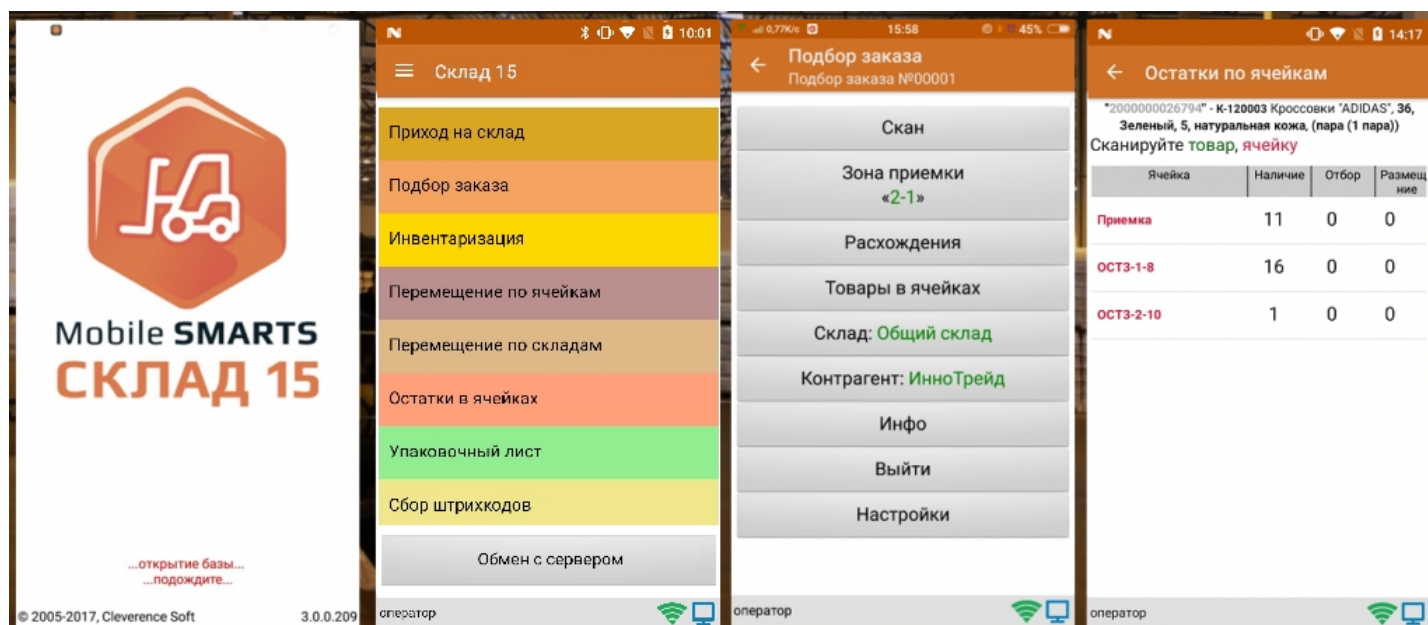 Mobile SMARTS
СКЛАД 15
...открытие базы...
...подождите...
© 2005-2017, Cleverence Soft 3.0.0.209
10:01
Склад 15
Приход на склад
Подбор заказа
Инвентаризация
Перемещение по ячейкам
Перемещение по складам
Остатки в ячейках
Упаковочный лист
Сбор штрихкодов
Обмен с сервером
оператор
0,77K/c 15:58 45%
Подбор заказа
Подбор заказа №00001
Скан
Зона приемки
«2-1»
Расхождения
Товары в ячейках
Склад: Общий склад
Контрагент: ИнноТрейд
Инфо
Выйти
Настройки
оператор
14:17
Остатки по ячейкам
"2000000026794" - К-120003 Кроссовки "ADIDAS", 36,
Зеленый, 5, натуральная кожа, (пара (1 пара))
Сканируйте товар, ячейку
Ячейка Наличие Отбор Размещ
ние
Приемка 11 0 0
ОСТ3-1-8 16 0 0
ОСТ3-2-10 1 0 0
оператор